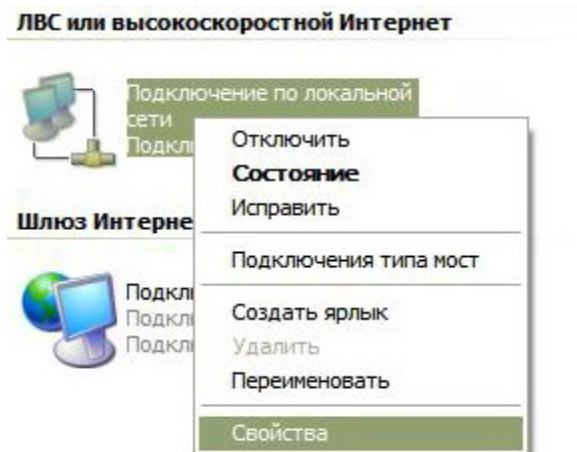 ЛВС или высокоскоростной Интернет
Подключение по локальной
сети
Отключить
Состояние
Исправить
Шлюз
Подключения типа мост
Создать ярлык
Удалить
Переименовать
Свойства